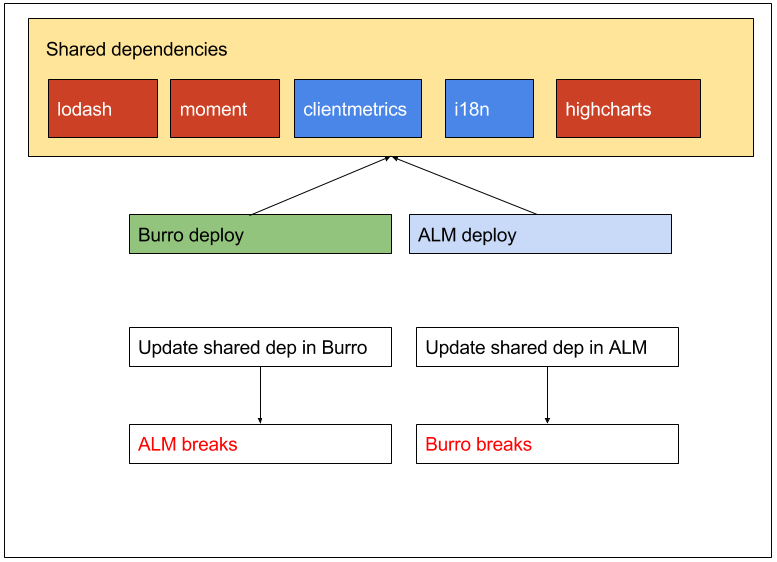 Shared dependencies
lodash moment clientmetrics i18n highcharts
Burro deploy ALM deploy
Update shared dep in Burro Update shared dep in ALM
ALM breaks Burro breaks